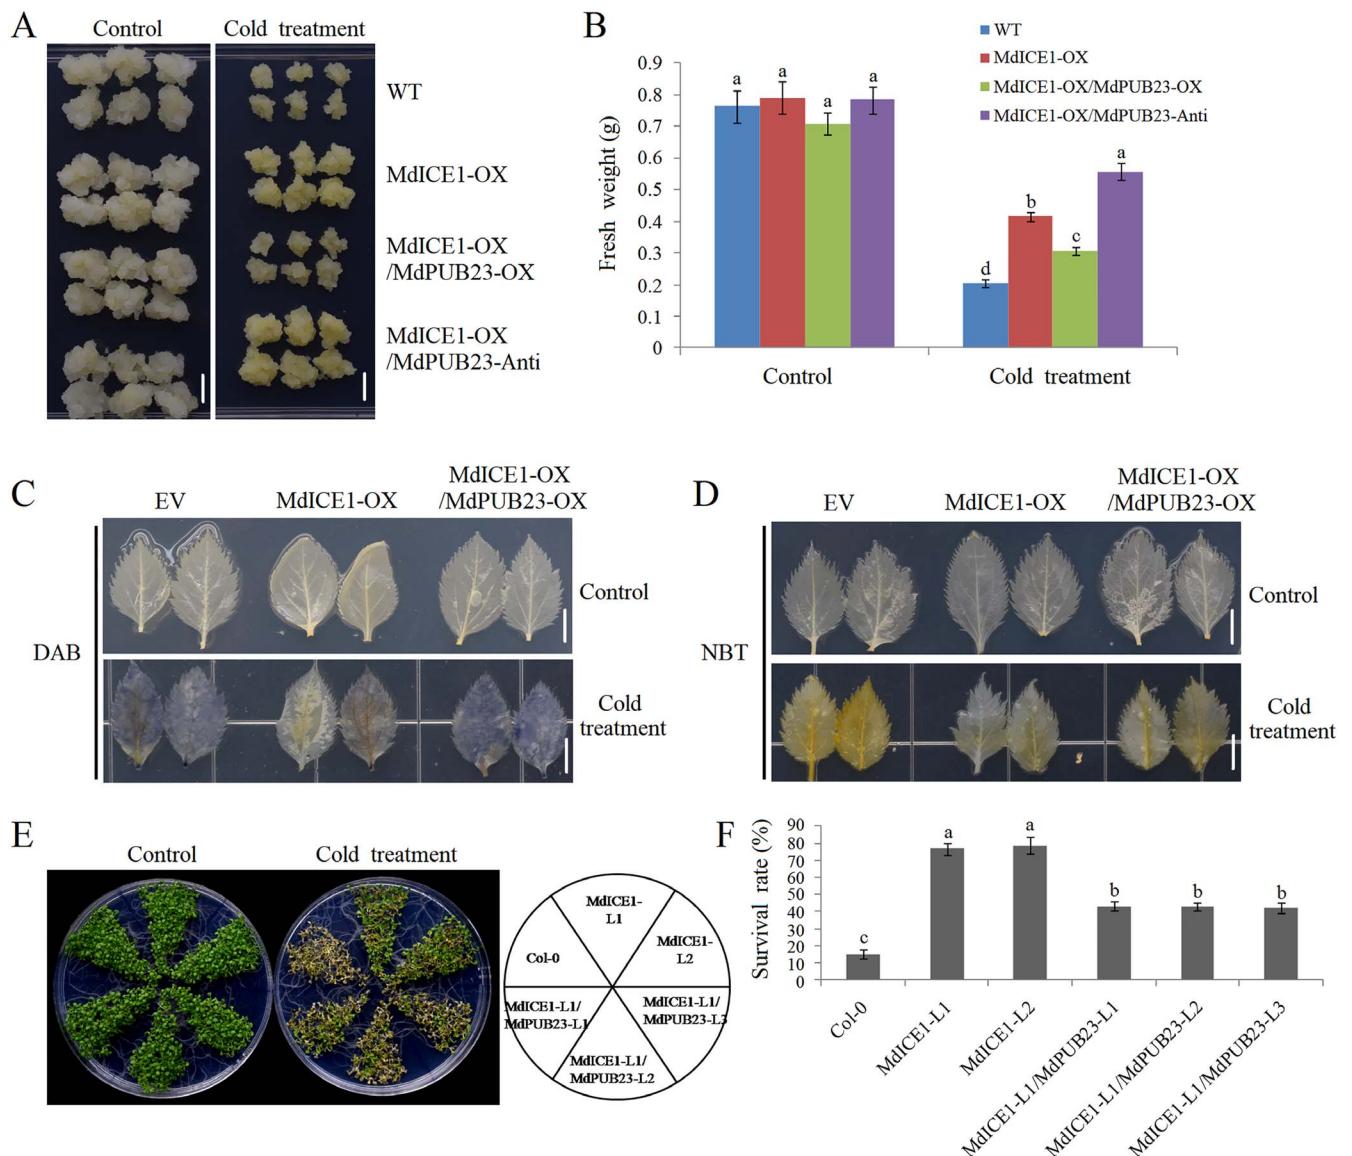 A
Control
Cold treatment
WT
MdICE1-OX
MdICE1-OX
/MdPUB23-OX
MdICE1-OX
/MdPUB23-Anti
B
WT
MdICE1-OX
MdICE1-OX/MdPUB23-OX
MdICE1-OX/MdPUB23-Anti
Fresh weight (g)
0.9
0.8
0.7
0.6
0.5
0.4
0.3
0.2
0.1
0
a
a
a
a
d
b
c
a
Control
Cold treatment
C
EV
MdICE1-OX
MdICE1-OX
/MdPUB23-OX
DAB
Control
Cold
treatment
D
EV
MdICE1-OX
MdICE1-OX
/MdPUB23-OX
NBT
Control
Cold
treatment
E
Control
Cold treatment
MdICE1-
L1
MdICE1-
L2
Col-0
MdICE1-L1/
MdPUB23-L1
MdICE1-L1/
MdPUB23-L3
MdICE1-L1/
MdPUB23-L2
F
Survival rate (%)
90
80
70
60
50
40
30
20
10
0
c
a
a
b
b
b
Col-0
MdICE1-L1
MdICE1-L2
MdICE1-L1/MdPUB23-L1
MdICE1-L1/MdPUB23-L2
MdICE1-L1/MdPUB23-L3